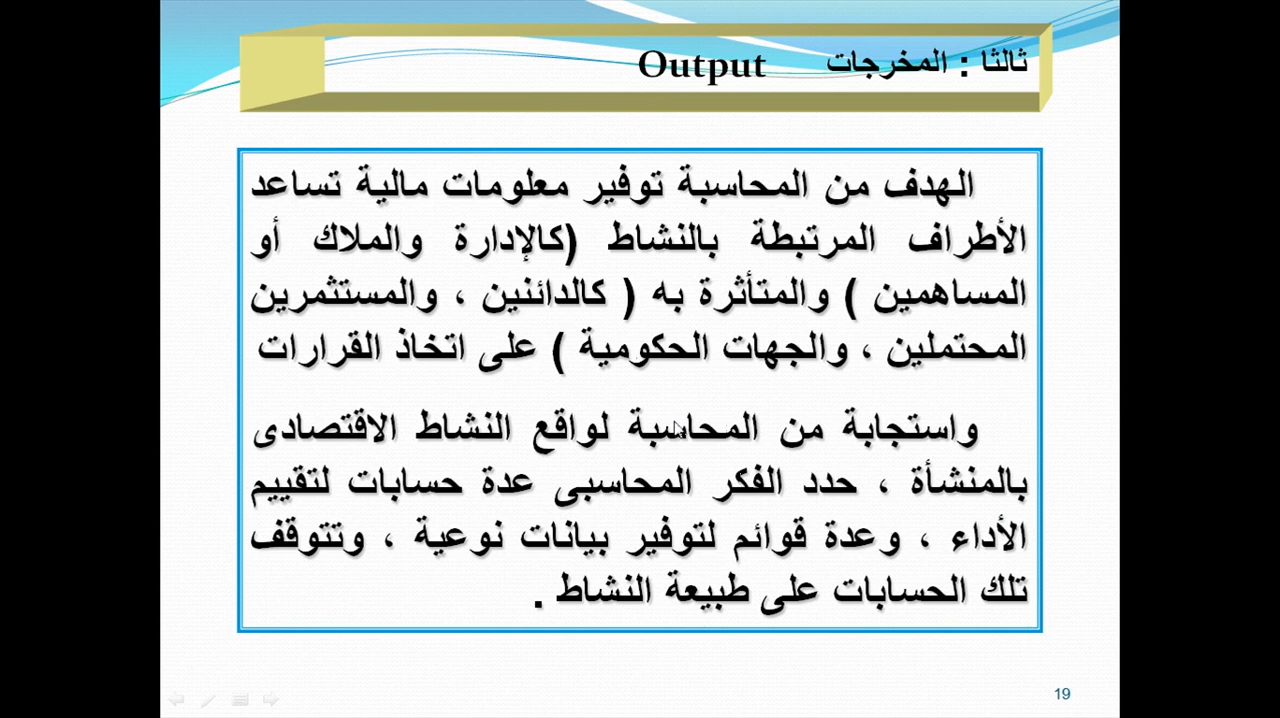 ثالثا : المخرجات Output
الهدف من المحاسبة توفير معلومات مالية تساعد
الأطراف المرتبطة بالنشاط (كالإدارة والملاك أو
المساهمين ) والمتأثرة به ( كالدائنين ، والمستثمرين
المحتملين ، والجهات الحكومية ) على اتخاذ القرارات
واستجابة من المحاسبة لواقع النشاط الاقتصادى
بالمنشأة ، حدد الفكر المحاسبى عدة حسابات لتقييم
الأداء ، وعدة قوائم لتوفير بيانات نوعية ، وتتوقف
تلك الحسابات على طبيعة النشاط .
19